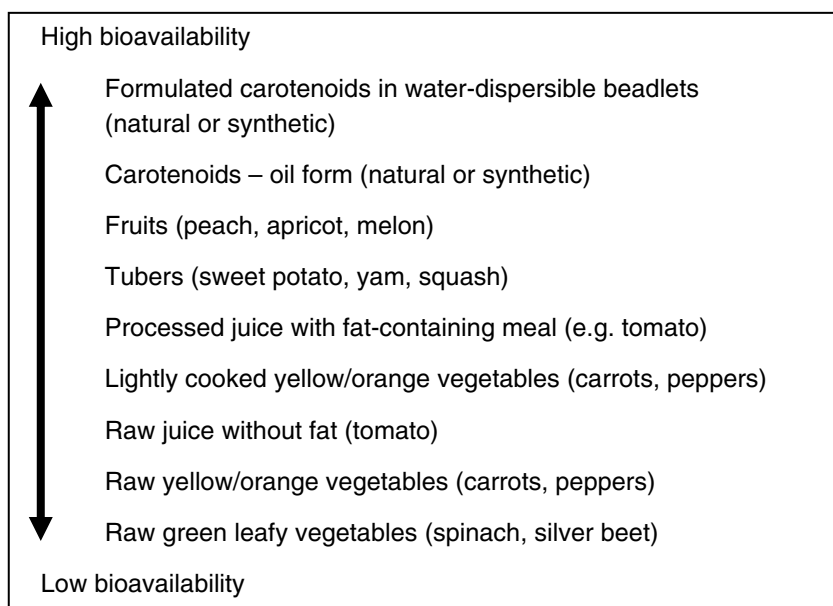 High bioavailability
Formulated carotenoids in water-dispersible beadlets
(natural or synthetic)
Carotenoids – oil form (natural or synthetic)
Fruits (peach, apricot, melon)
Tubers (sweet potato, yam, squash)
Processed juice with fat-containing meal (e.g. tomato)
Lightly cooked yellow/orange vegetables (carrots, peppers)
Raw juice without fat (tomato)
Raw yellow/orange vegetables (carrots, peppers)
Raw green leafy vegetables (spinach, silver beet)
Low bioavailability